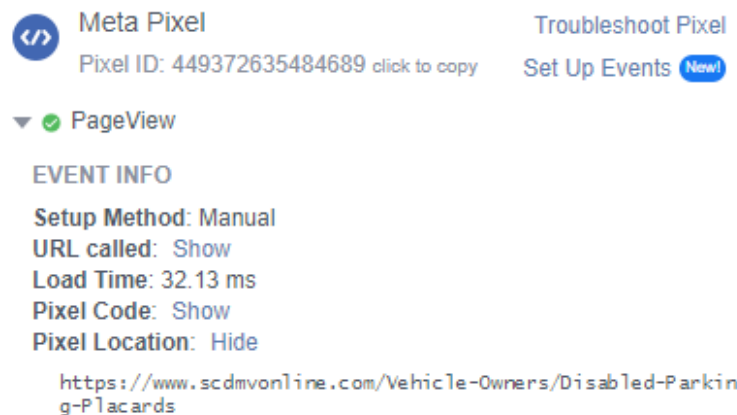 </>
Meta Pixel
Troubleshoot Pixel
Pixel ID: 449372635484689 click to copy
Set Up Events New!
PageView
EVENT INFO
Setup Method: Manual
URL called: Show
Load Time: 32.13 ms
Pixel Code: Show
Pixel Location: Hide
https://www.scdmvonline.com/Vehicle-Owners/Disabled-Parkin
g-Placards